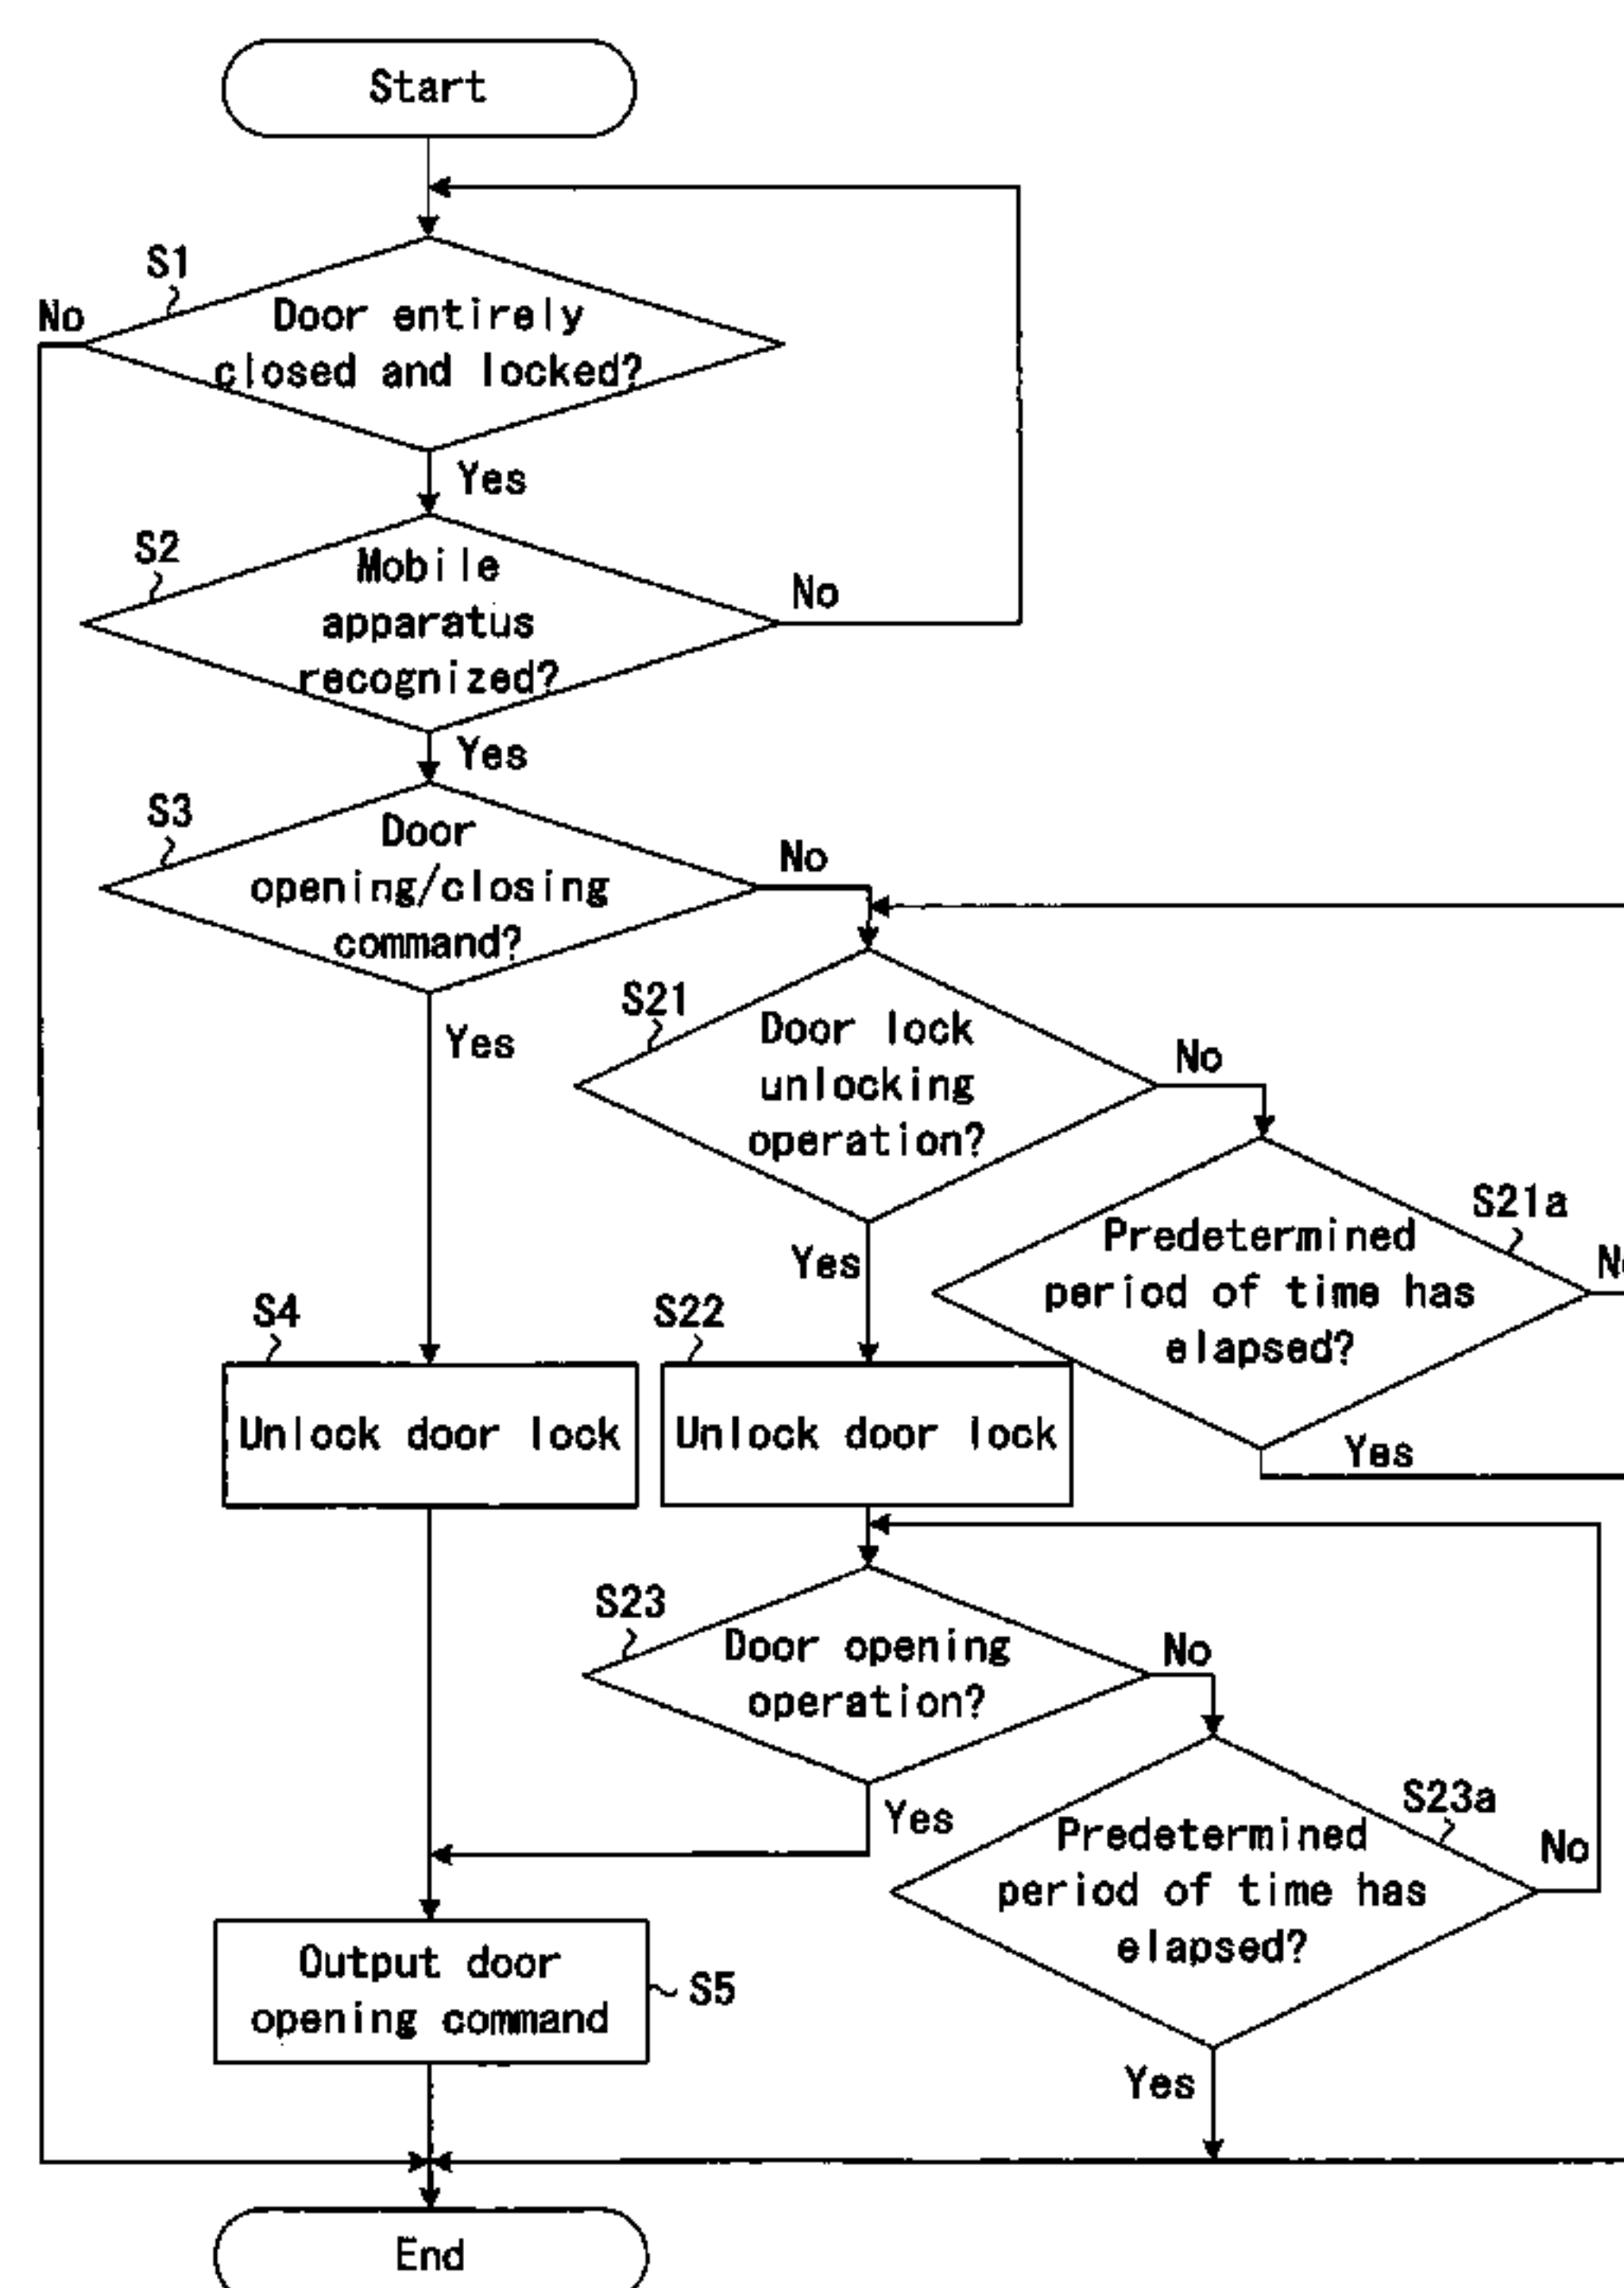 Start
S1
No
Door entirely
closed and locked?
Yes
S2
Mobile
apparatus
recognized?
No
Yes
S3
Door
opening/closing
command?
No
Yes
S21
Door lock
unlocking
operation?
No
Yes
S21a
Predetermined
period of time has
elapsed?
No
Yes
S4
Unlock door lock
S22
Unlock door lock
S23
Door opening
operation?
No
Yes
S23a
Predetermined
period of time has
elapsed?
No
Yes
Output door
opening command
S5
End